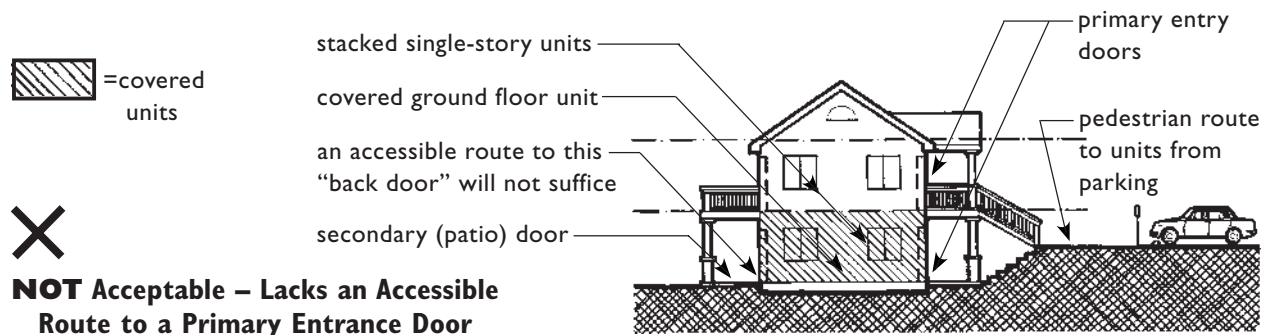 =covered
units
stacked single-story units
covered ground floor unit
an accessible route to this
“back door” will not suffice
secondary (patio) door
primary entry
doors
pedestrian route
to units from
parking
NOT Acceptable – Lacks an Accessible
Route to a Primary Entrance Door